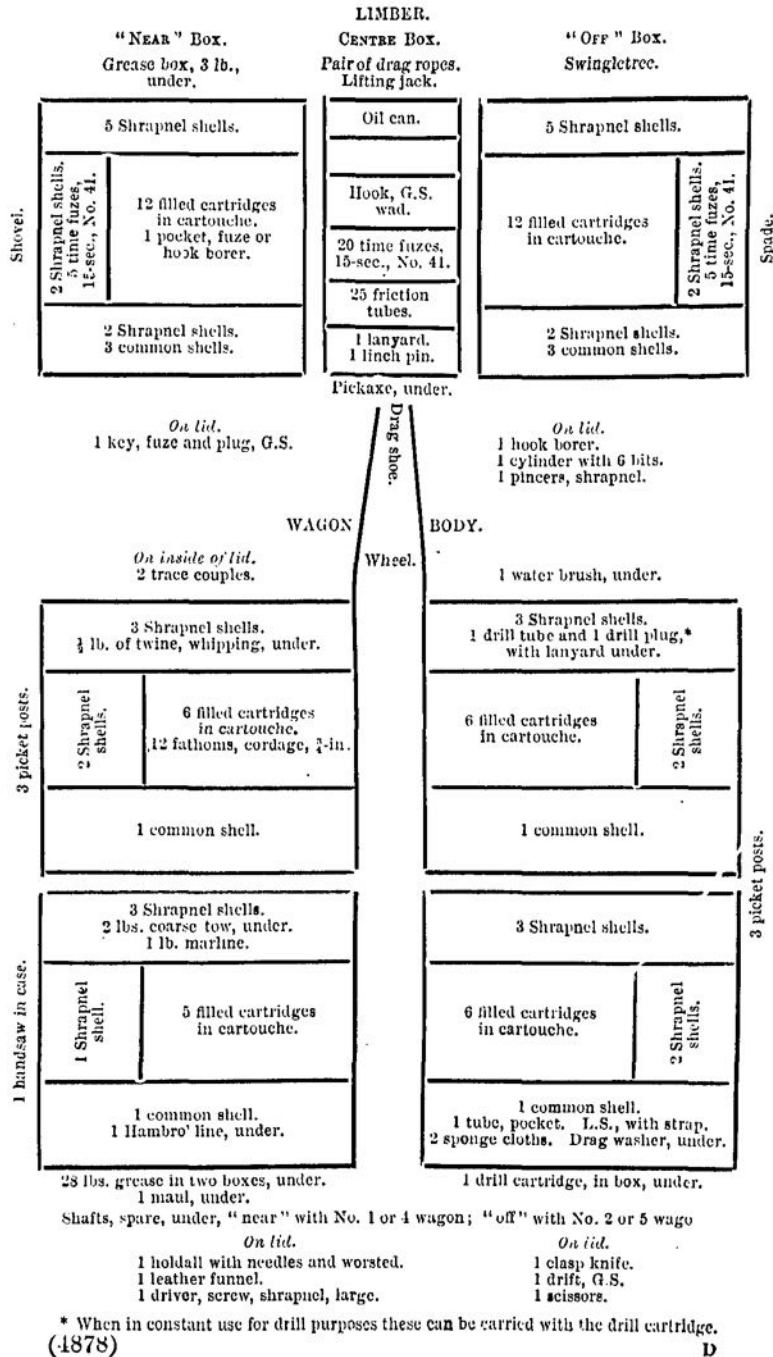 LIMBER.
"NEAR" BOX.
Grease box, 3 lb.,
under.
CENTRE BOX.
Pair of drag ropes.
Lifting jack.
"OFF" BOX.
Swingletree.
Shovel.
5 Shrapnel shells.
2 Shrapnel shells.
5 time fuzes,
15-sec., No. 41.
12 filled cartridges
in cartouche.
1 pocket, fuze or
hook borer.
2 Shrapnel shells.
3 common shells.
Oil can.
Hook, G.S.
wad.
20 time fuzes,
15-sec., No. 41.
25 friction
tubes.
1 lanyard.
1 linch pin.
Pickaxe, under.
5 Shrapnel shells.
12 filled cartridges
in cartouche.
2 Shrapnel shells.
5 time fuzes,
15-sec., No. 41.
2 Shrapnel shells.
3 common shells.
Spade.
On lid.
1 key, fuze and plug, G.S.
Drag shoe.
On lid.
1 hook borer.
1 cylinder with 6 bits.
1 pincers, shrapnel.
WAGON BODY.
On inside of lid.
2 trace couples.
Wheel.
1 water brush, under.
3 picket posts.
3 Shrapnel shells.
½ lb. of twine, whipping, under.
2 Shrapnel
shells.
6 filled cartridges
in cartouche.
12 fathoms, cordage, ¾-in.
1 common shell.
3 Shrapnel shells.
1 drill tube and 1 drill plug,*
with lanyard under.
6 filled cartridges
in cartouche.
2 Shrapnel
shells.
1 common shell.
3 picket posts.
1 handsaw in case.
3 Shrapnel shells.
2 lbs. coarse tow, under.
1 lb. marline.
1 Shrapnel
shell.
5 filled cartridges
in cartouche.
1 common shell.
1 Hambro' line, under.
3 Shrapnel shells.
6 filled cartridges
in cartouche.
2 Shrapnel
shells.
1 common shell.
1 tube, pocket. L.S., with strap.
2 sponge cloths. Drag washer, under.
28 lbs. grease in two boxes, under.
1 maul, under.
1 drill cartridge, in box, under.
Shafts, spare, under, "near" with No. 1 or 4 wagon; "off" with No. 2 or 5 wago
On lid.
1 holdall with needles and worsted.
1 leather funnel.
1 driver, screw, shrapnel, large.
On lid.
1 clasp knife.
1 drift, G.S.
1 scissors.
* When in constant use for drill purposes these can be carried with the drill cartridge.
(4878) D